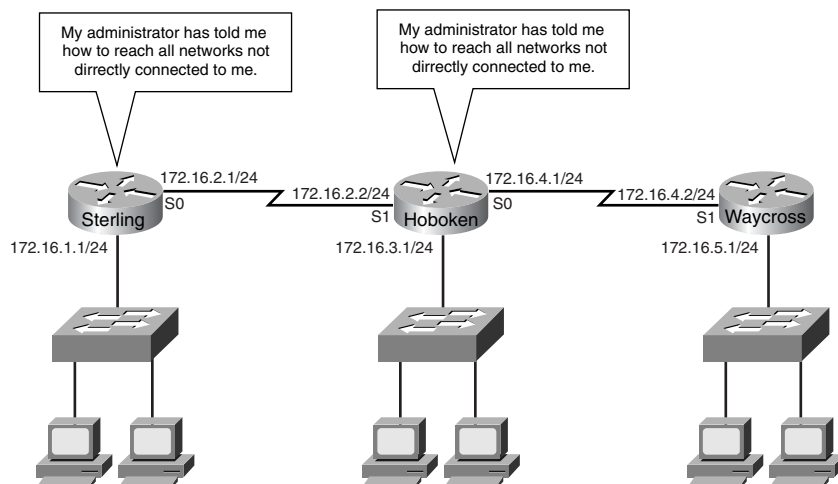 My administrator has told me
how to reach all networks not
dirrectly connected to me.
My administrator has told me
how to reach all networks not
dirrectly connected to me.
172.16.2.1/24
S0
Sterling
172.16.1.1/24
172.16.2.2/24
S1
Hoboken
172.16.4.1/24
S0
172.16.3.1/24
172.16.4.2/24
S1
Waycross
172.16.5.1/24